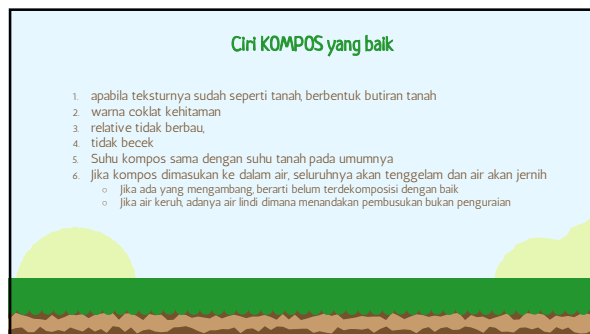 Ciri KOMPOS yang baik
1. apabila teksturnya sudah seperti tanah, berbentuk butiran tanah
2. warna coklat kehitaman
3. relative tidak berbau,
4. tidak becek
5. Suhu kompos sama dengan suhu tanah pada umumnya
6. Jika kompos dimasukan ke dalam air, seluruhnya akan tenggelam dan air akan jernih
○ Jika ada yang mengambang, berarti belum terdekomposisi dengan baik
○ Jika air keruh, adanya air lindi dimana menandakan pembusukan bukan penguraian